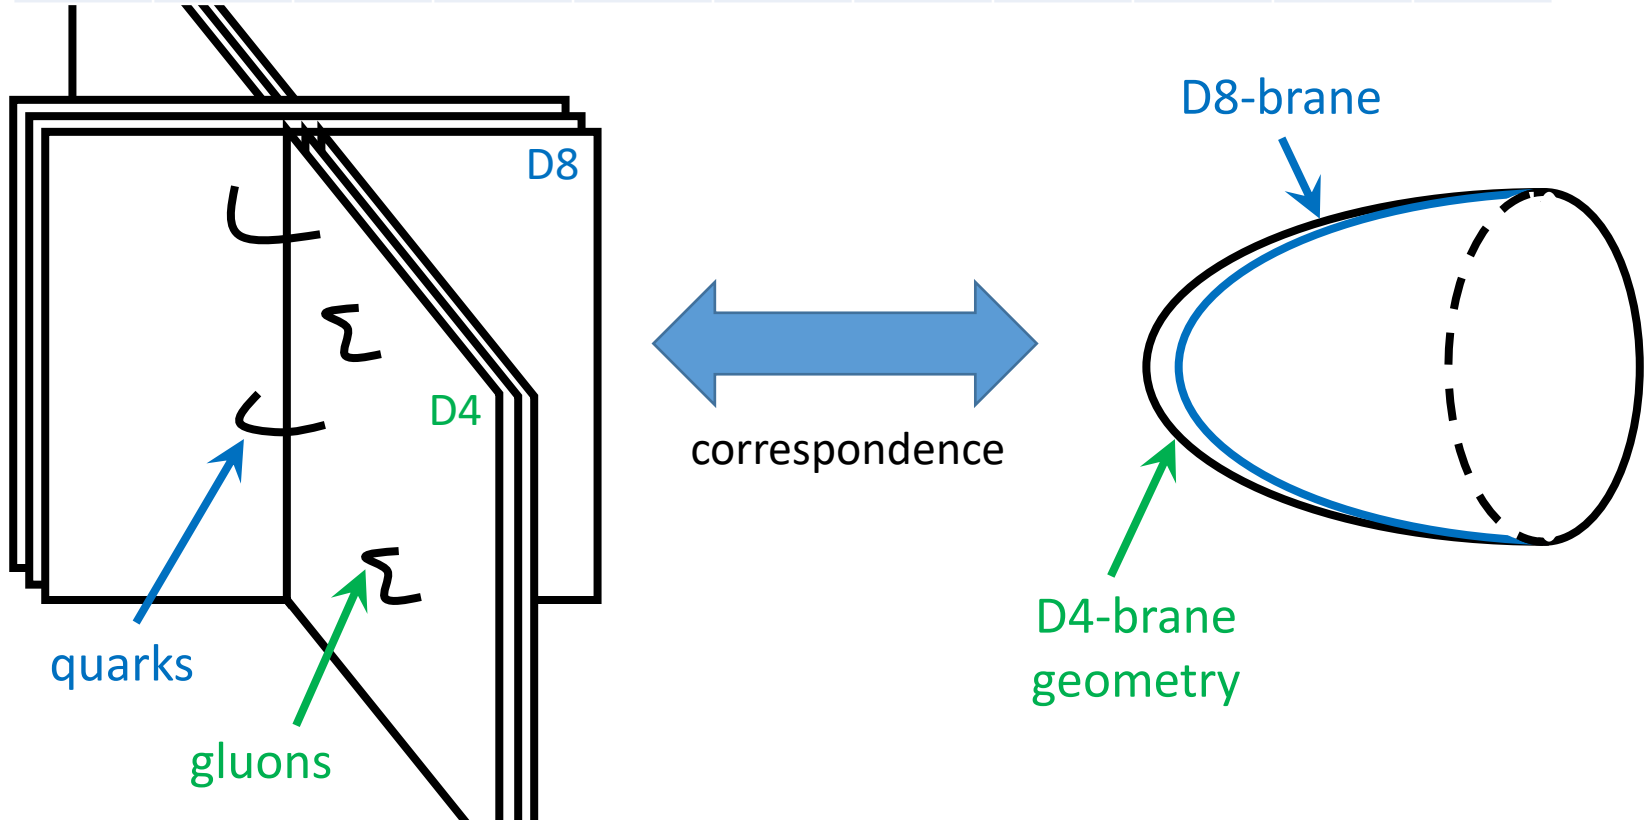 D8
D4
quarks
gluons
correspondence
D8-brane
D4-brane
geometry